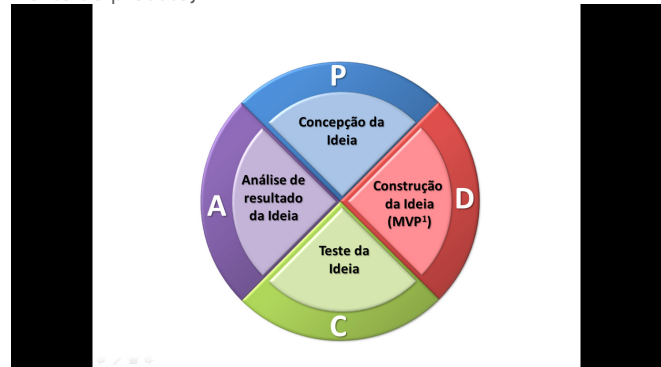 P
Concepção da
Ideia
A
Análise de
resultado
da Ideia
Construção
da Ideia
(MVP¹)
D
Teste da
Ideia
C